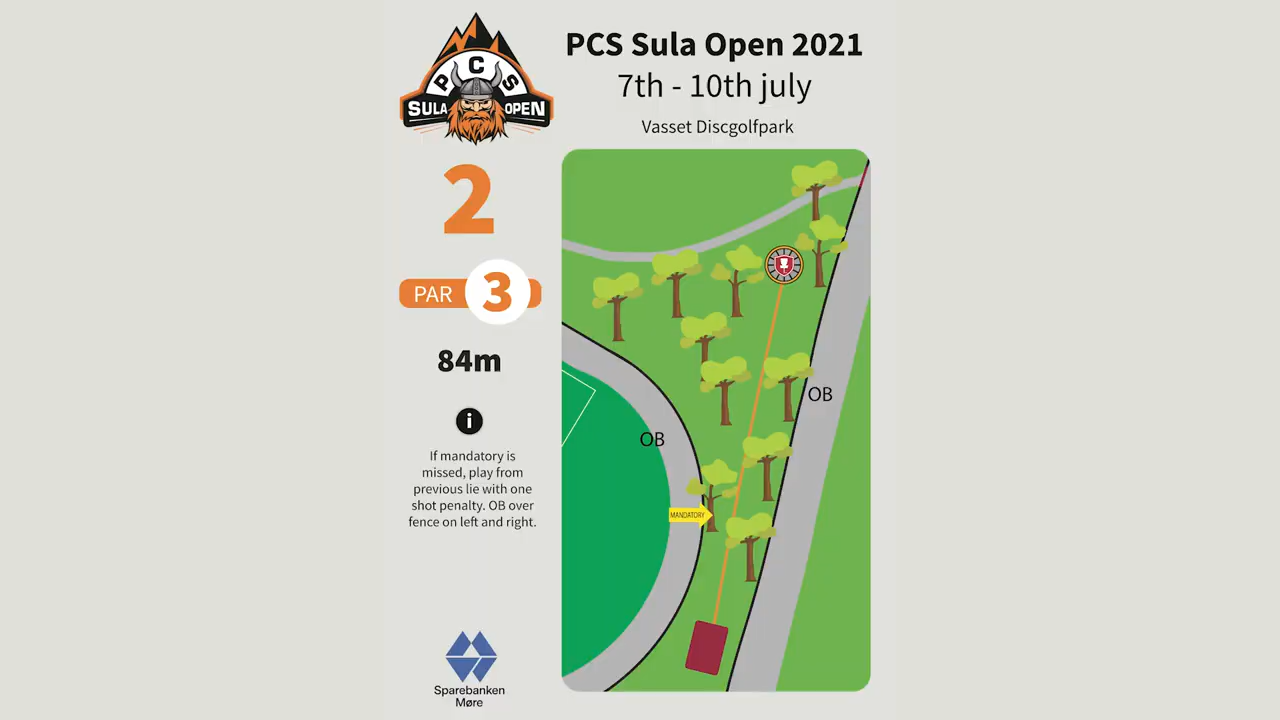 PCS
SULA OPEN
PCS Sula Open 2021
7th - 10th july
Vasset Discgolfpark
2
PAR 3
84m
i
If mandatory is
missed, play from
previous lie with one
shot penalty. OB over
fence on left and right.
OB
OB
MANDATORY
Sparebanken
Møre